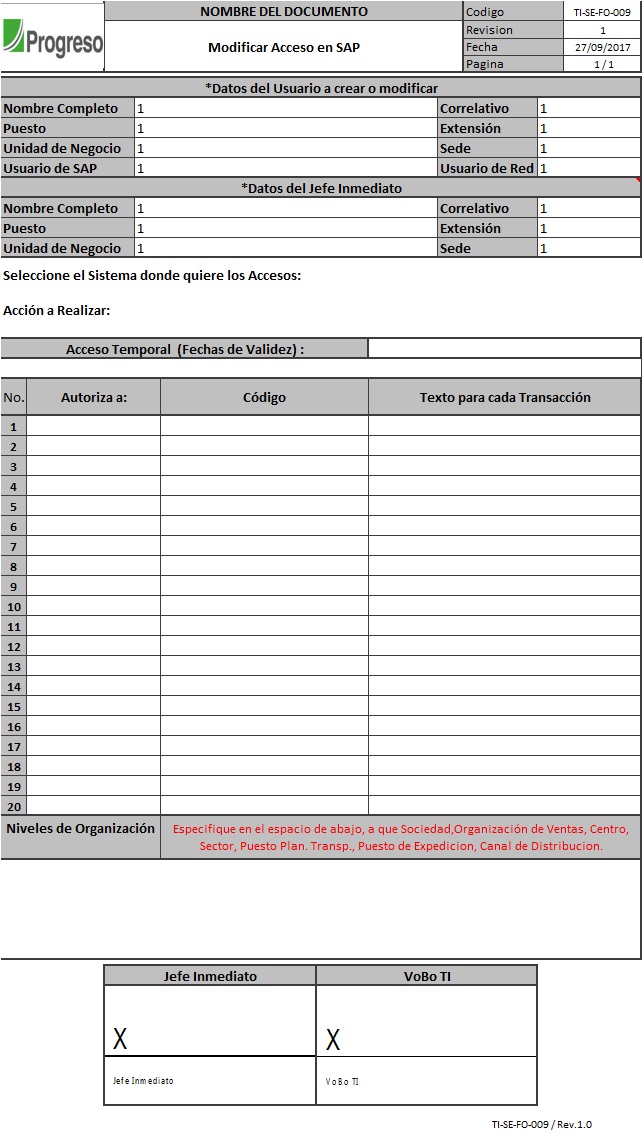 Progreso
NOMBRE DEL DOCUMENTO
Modificar Acceso en SAP
Codigo TI-SE-FO-009
Revision 1
Fecha 27/09/2017
Pagina 1 / 1
*Datos del Usuario a crear o modificar
Nombre Completo 1 Correlativo 1
Puesto 1 Extensión 1
Unidad de Negocio 1 Sede 1
Usuario de SAP 1 Usuario de Red 1
*Datos del Jefe Inmediato
Nombre Completo 1 Correlativo 1
Puesto 1 Extensión 1
Unidad de Negocio 1 Sede 1
Seleccione el Sistema donde quiere los Accesos:
Acción a Realizar:
Acceso Temporal (Fechas de Validez) :
No. Autoriza a: Código Texto para cada Transacción
1
2
3
4
5
6
7
8
9
10
11
12
13
14
15
16
17
18
19
20
Niveles de Organización Especifique en el espacio de abajo, a que Sociedad,Organización de Ventas, Centro,
Sector, Puesto Plan. Transp., Puesto de Expedicion, Canal de Distribucion.
Jefe Inmediato VoBo TI
X X
Jefe Inmediato VoBo TI
TI-SE-FO-009 / Rev.1.0